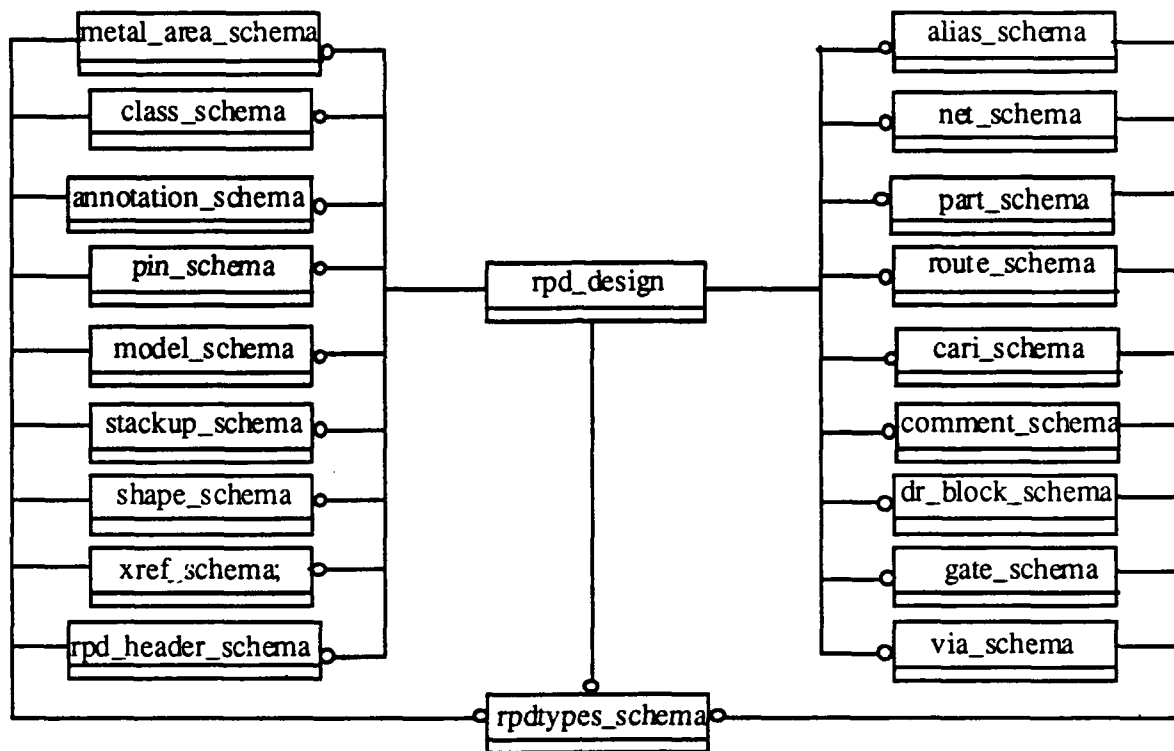 metal_area_schema
class_schema
annotation_schema
pin_schema
model_schema
stackup_schema
shape_schema
xref_schema;
rpd_header_schema
rpd_design
rpdtypes_schema
alias_schema
net_schema
part_schema
route_schema
cari_schema
comment_schema
dr_block_schema
gate_schema
via_schema